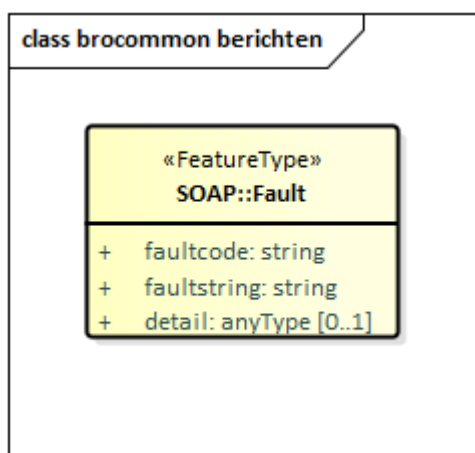 class brocommon berichten
«FeatureType»
SOAP::Fault
+ faultcode: string
+ faultstring: string
+ detail: anyType [0..1]